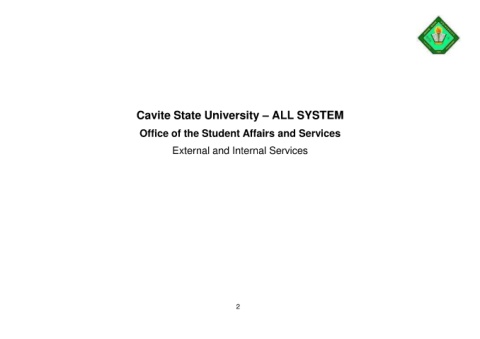 Cavite State University – ALL SYSTEM
Office of the Student Affairs and Services
External and Internal Services
2